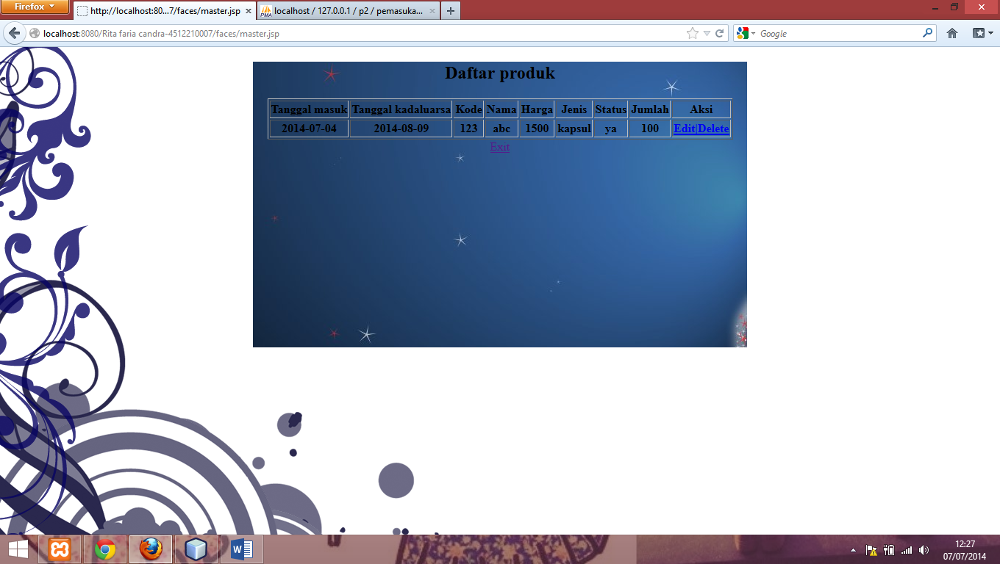 Firefox
http://localhost:80...7/faces/master.jsp
PMA
localhost / 127.0.0.1 / p2 / pemasuka...
localhost:8080/Rita faria candra-4512210007/faces/master.jsp
Google
Daftar produk
Tanggal masuk Tanggal kadaluarsa Kode Nama Harga Jenis Status Jumlah Aksi
2014-07-04 2014-08-09 123 abc 1500 kapsul ya 100 Edit|Delete
Exit
12:27
07/07/2014